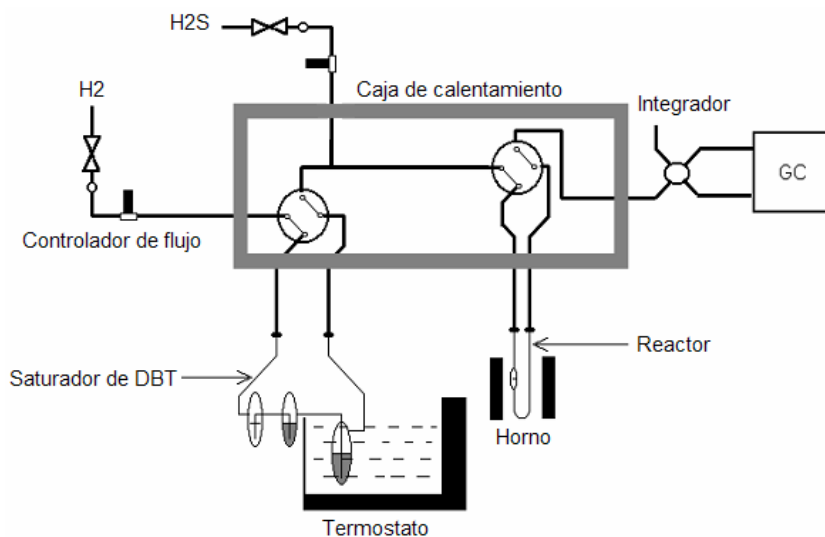 H2S
H2
Caja de calentamiento
Integrador
GC
Controlador de flujo
Reactor
Saturador de DBT
Horno
Termostato